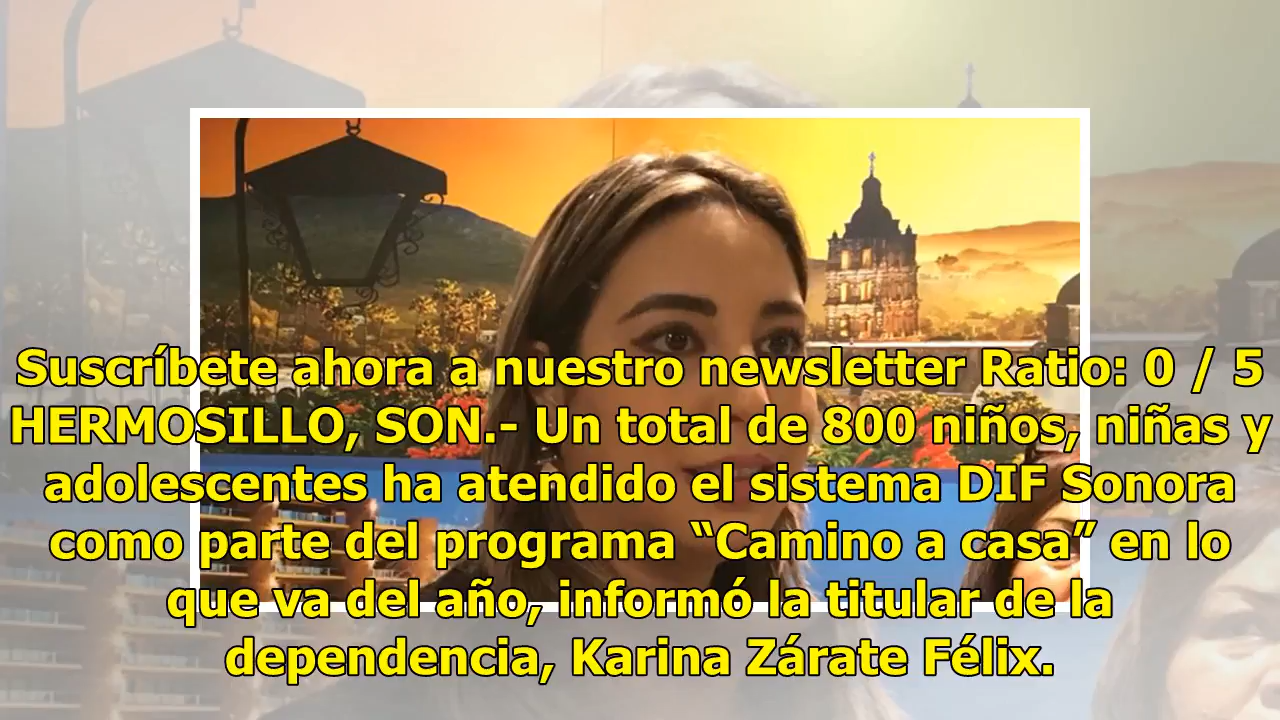 Suscríbete ahora a nuestro newsletter Ratio: 0 / 5
HERMOSILLO, SON.- Un total de 800 niños, niñas y
adolescentes ha atendido el sistema DIF Sonora
como parte del programa “Camino a casa” en lo
que va del año, informó la titular de la
dependencia, Karina Zárate Félix.